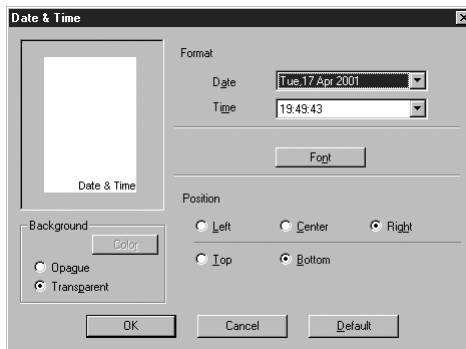 Date & Time
Format
Date Tue,17 Apr 2001
Time 19:49:43
Date & Time
Font
Position
Background
Color
Left Center Right
Opague
Top Bottom
Transparent
OK Cancel Default